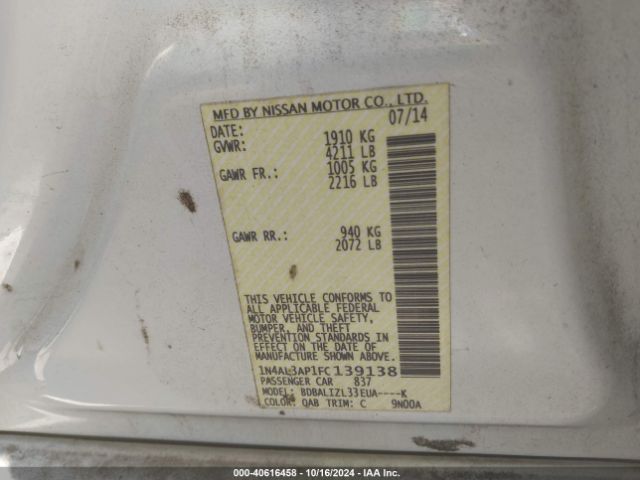 MFD BY NISSAN MOTOR CO., LTD.
DATE: 07/14
GVWR: 1910 KG
4211 LB
GAWR FR.: 1005 KG
2216 LB
GAWR RR.: 940 KG
2072 LB
THIS VEHICLE CONFORMS TO
ALL APPLICABLE FEDERAL
MOTOR VEHICLE SAFETY,
BUMPER, AND THEFT
PREVENTION STANDARDS IN
EFFECT ON THE DATE OF
MANUFACTURE SHOWN ABOVE.
1N4AL3AP1FC139138
PASSENGER CAR 837
MODEL: BDBALIZL33EUA----K
COLOR: QAB TRIM: C 9N00A
000-40616458 - 10/16/2024 - IAA Inc.